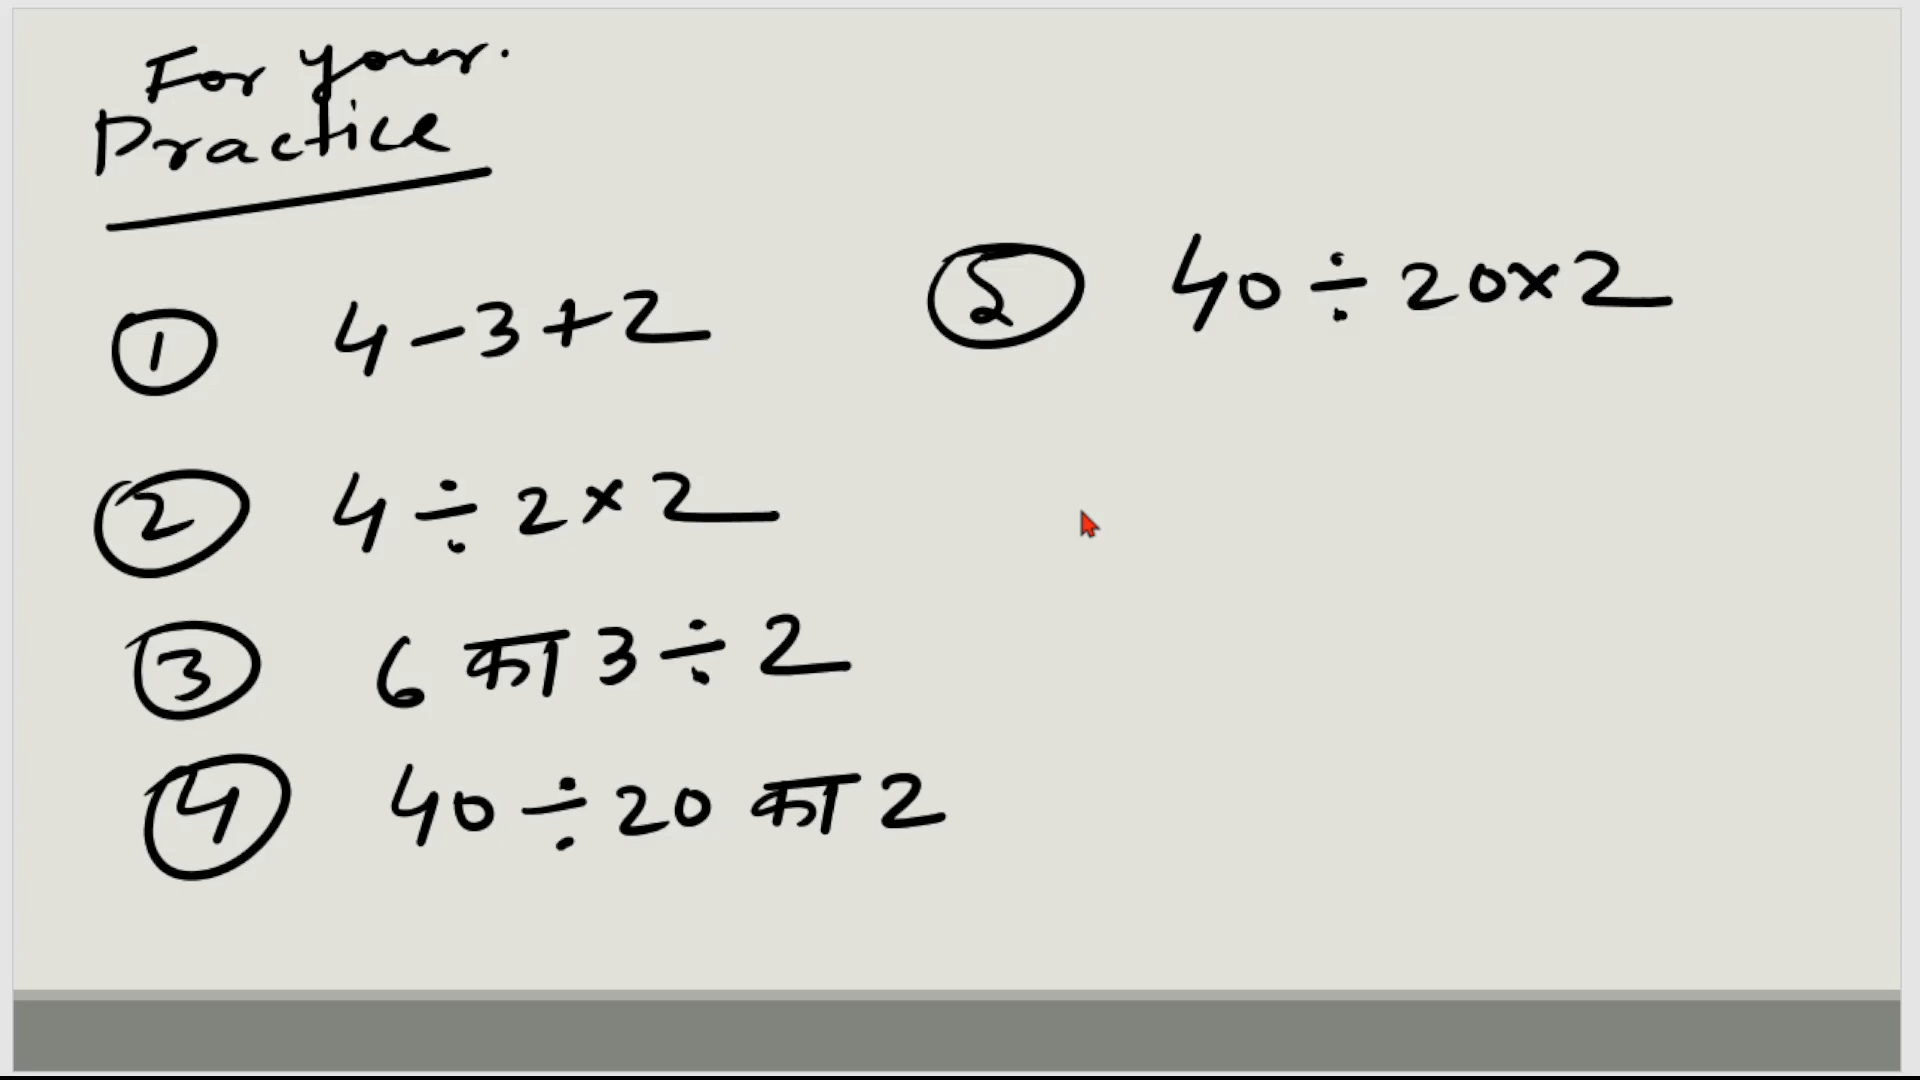 For your.
Practice
① 4 - 3 + 2
② 4 ÷ 2 × 2
③ 6 का 3 ÷ 2
④ 40 ÷ 20 का 2
⑤ 40 ÷ 20 × 2